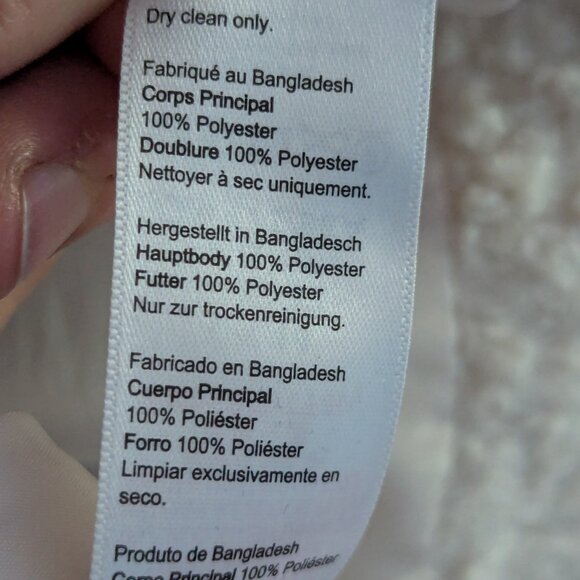 Dry clean only.
Fabriqué au Bangladesh
Corps Principal
100% Polyester
Doublure 100% Polyester
Nettoyer à sec uniquement.
Hergestellt in Bangladesch
Hauptbody 100% Polyester
Futter 100% Polyester
Nur zur trockenreinigung.
Fabricado en Bangladesh
Cuerpo Principal
100% Poliéster
Forro 100% Poliéster
Limpiar exclusivamente en
seco.
Produto de Bangladesh
Corpo Principal 100% Poliéster